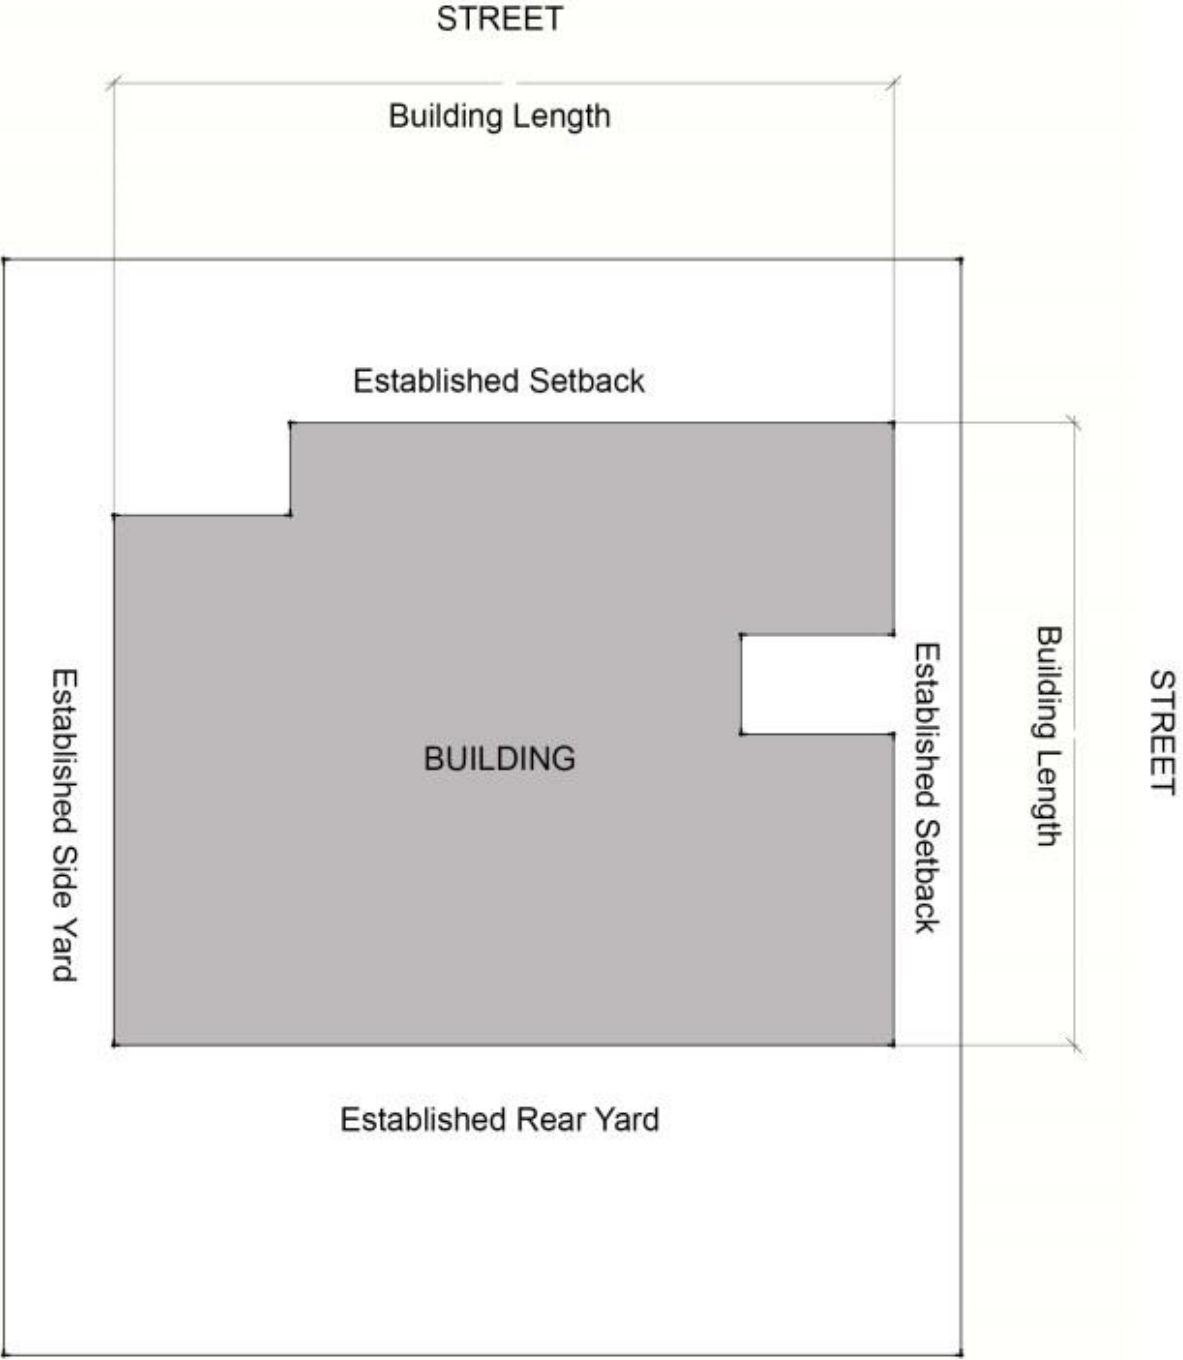 STREET
Building Length
Established Setback
Established Side Yard
BUILDING
Established Setback
Building Length
STREET
Established Rear Yard